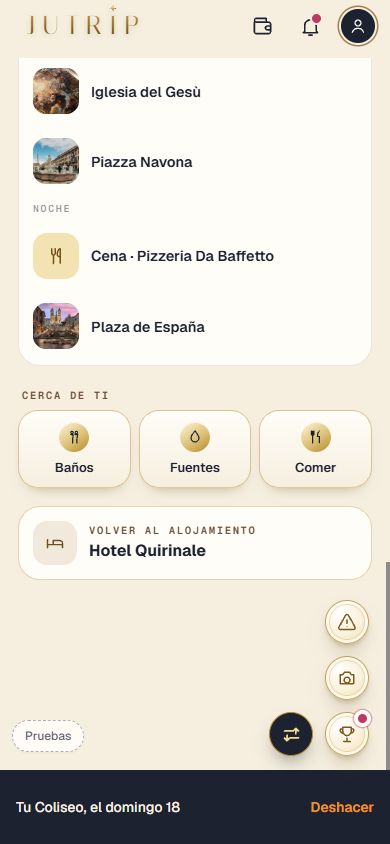 JUTRIP
Iglesia del Gesù
Piazza Navona
NOCHE
Cena · Pizzeria Da Baffetto
Plaza de España
CERCA DE TI
Baños
Fuentes
Comer
VOLVER AL ALOJAMIENTO
Hotel Quirinale
Pruebas
Tu Coliseo, el domingo 18
Deshacer